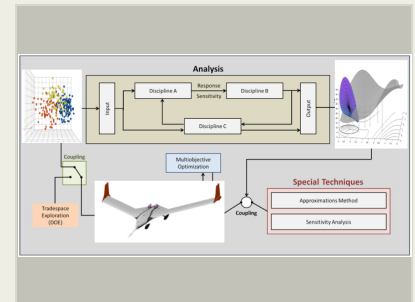 Analysis
Response
Sensitivity
Discipline A
Discipline B
Discipline C
Input
Output
Coupling
Multiobjective
Optimization
Tradespace
Exploration
(DOE)
Coupling
Special Techniques
Approximations Method
Sensitivity Analysis